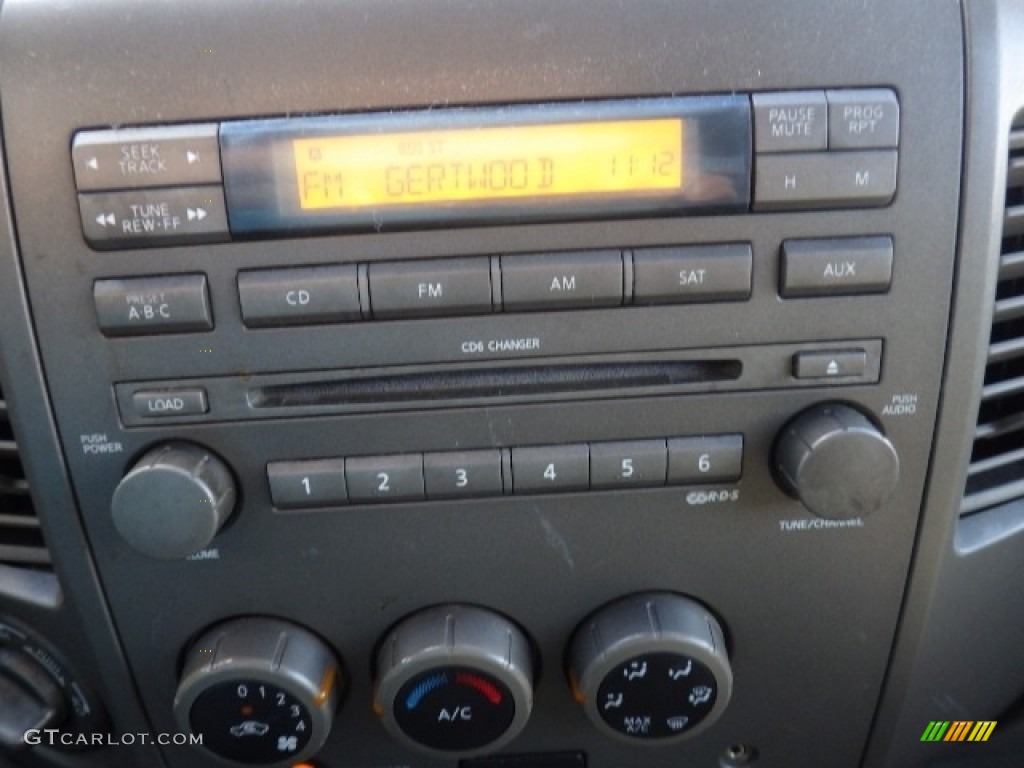 SEEK
TRACK
TUNE
REW·FF
RDS ST
FM GERTWOOD 11:12
PAUSE
MUTE
PROG
RPT
H M
PRESET
A·B·C
CD FM AM SAT AUX
CD6 CHANGER
LOAD
PUSH
POWER
PUSH
AUDIO
1 2 3 4 5 6
R·D·S
TUNE/CHANNEL
0 1 2 3 4
A/C
MAX
A/C
GTCARLOT.COM